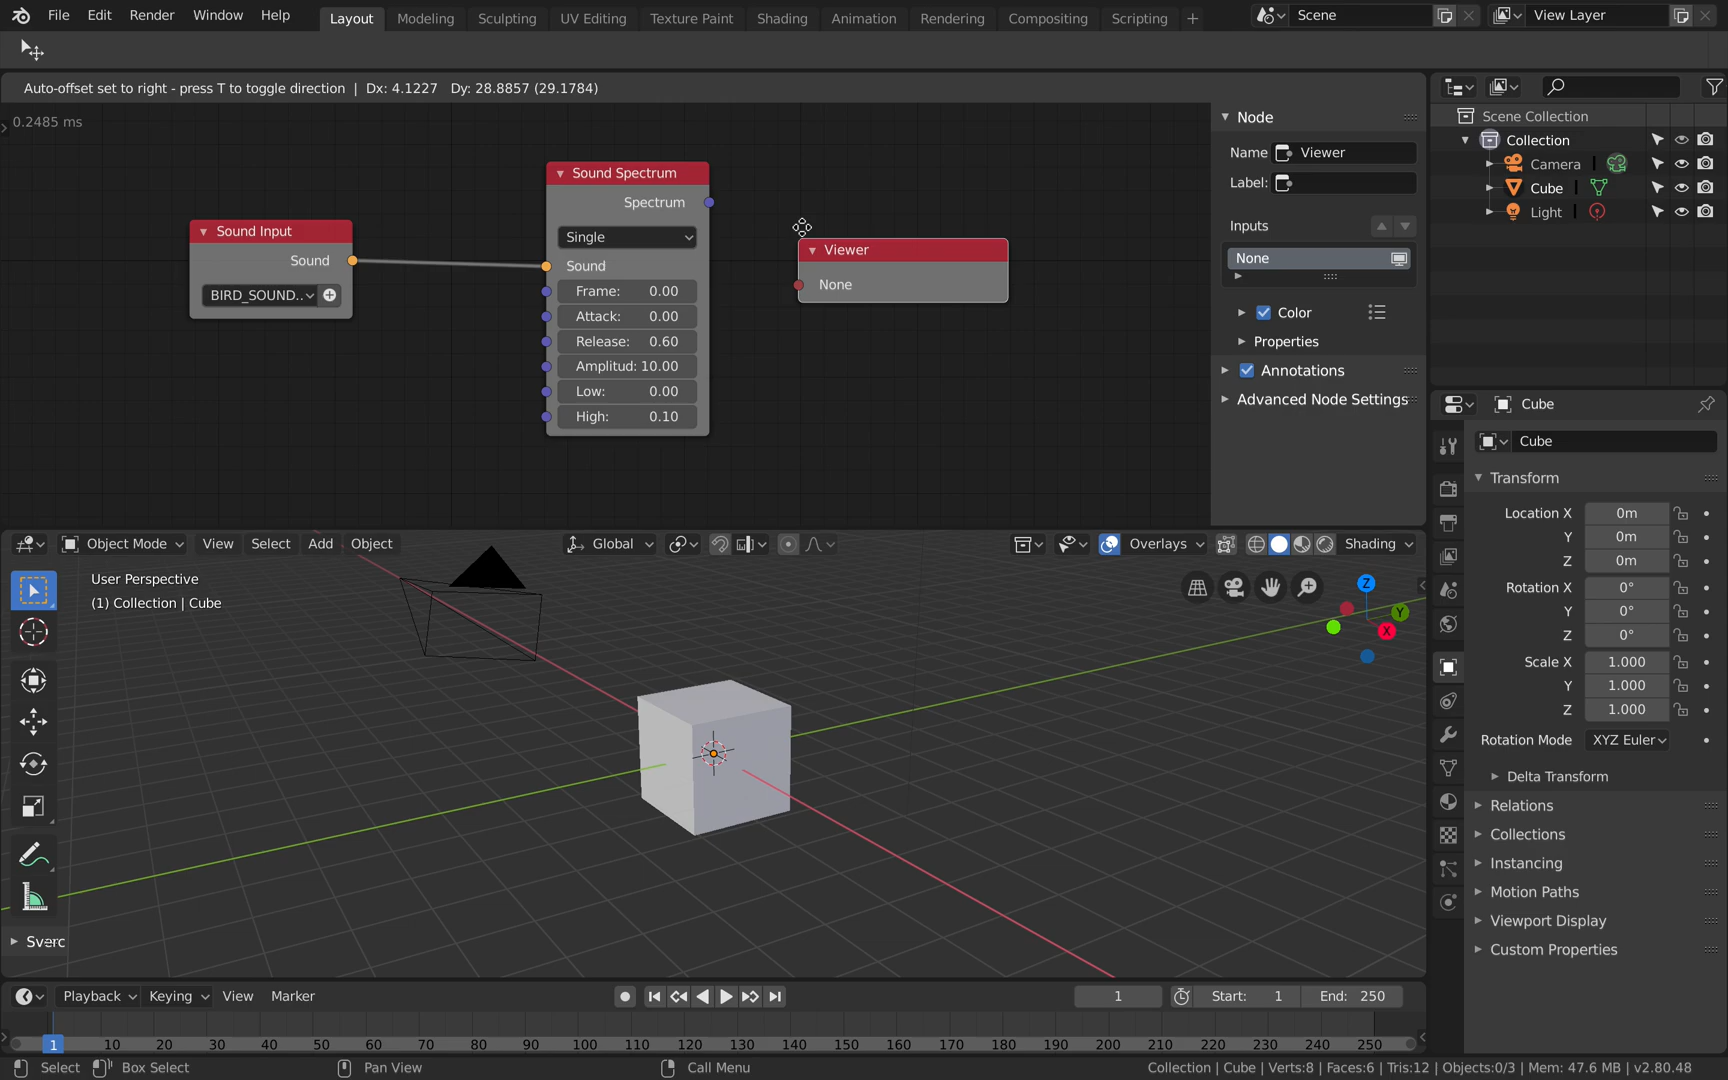 File Edit Render Window Help Layout Modeling Sculpting UV Editing Texture Paint Shading Animation Rendering Compositing Scripting + Scene View Layer
Auto-offset set to right - press T to toggle direction | Dx: 4.1227 Dy: 28.8857 (29.1784)
0.2485 ms
Sound Input
Sound
BIRD_SOUND..
Sound Spectrum
Spectrum
Single
Sound
Frame: 0.00
Attack: 0.00
Release: 0.60
Amplitud: 10.00
Low: 0.00
High: 0.10
Viewer
None
Node
Name Viewer
Label:
Inputs
None
Color
Properties
Annotations
Advanced Node Settings
Scene Collection
Collection
Camera
Cube
Light
Cube
Cube
Transform
Location X 0m
Y 0m
Z 0m
Rotation X 0°
Y 0°
Z 0°
Scale X 1.000
Y 1.000
Z 1.000
Rotation Mode XYZ Euler
Delta Transform
Relations
Collections
Instancing
Motion Paths
Viewport Display
Custom Properties
Object Mode View Select Add Object Global Overlays Shading
User Perspective
(1) Collection | Cube
Z
Y
X
Playback Keying View Marker 1 Start: 1 End: 250
1 10 20 30 40 50 60 70 80 90 100 110 120 130 140 150 160 170 180 190 200 210 220 230 240 250
Select Box Select Pan View Call Menu Collection | Cube | Verts:8 | Faces:6 | Tris:12 | Objects:0/3 | Mem: 47.6 MB | v2.80.48